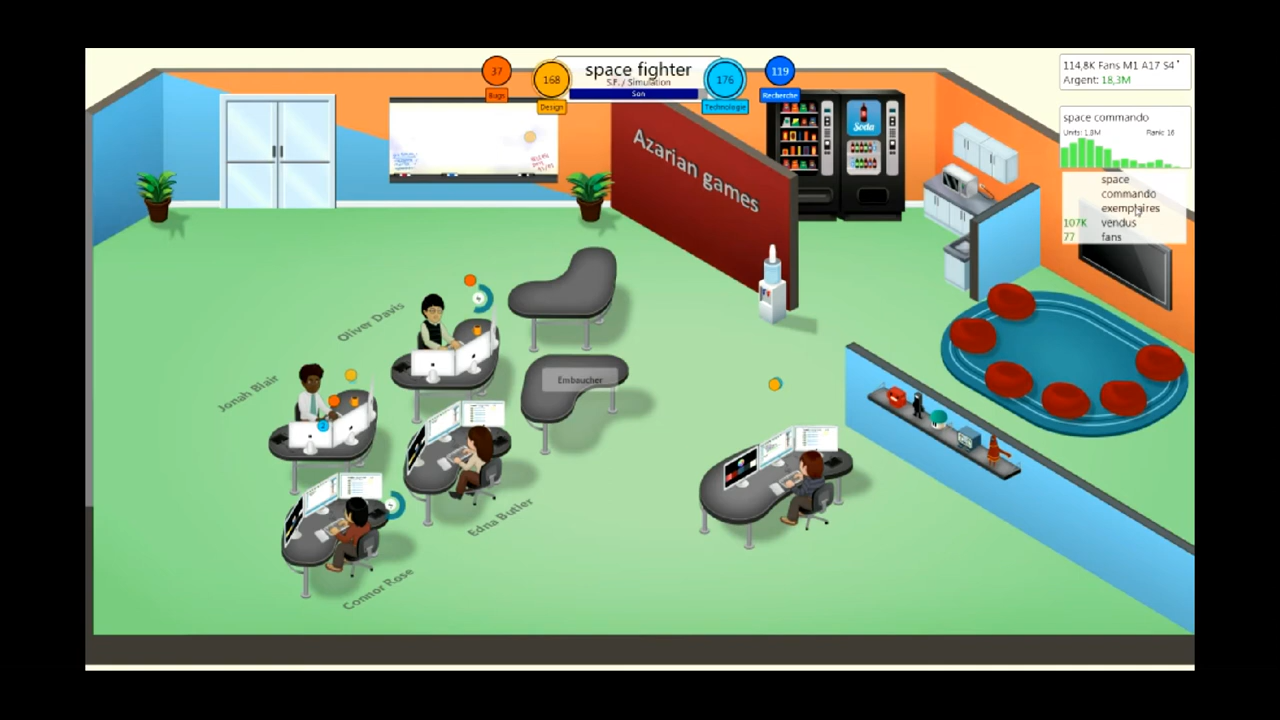 37
Bugs
168
Design
space fighter
S.F. / Simulation
Son
176
Technologie
119
Recherche
114,8K Fans M1 A17 S4
Argent: 18,3M
space commando
Units: 1,8M Rank: 16
space
commando
exemplaires
107K vendus
77 fans
Azarian games
Soda
Oliver Davis
Jonah Blair
Embaucher
Edna Butler
Connor Rose